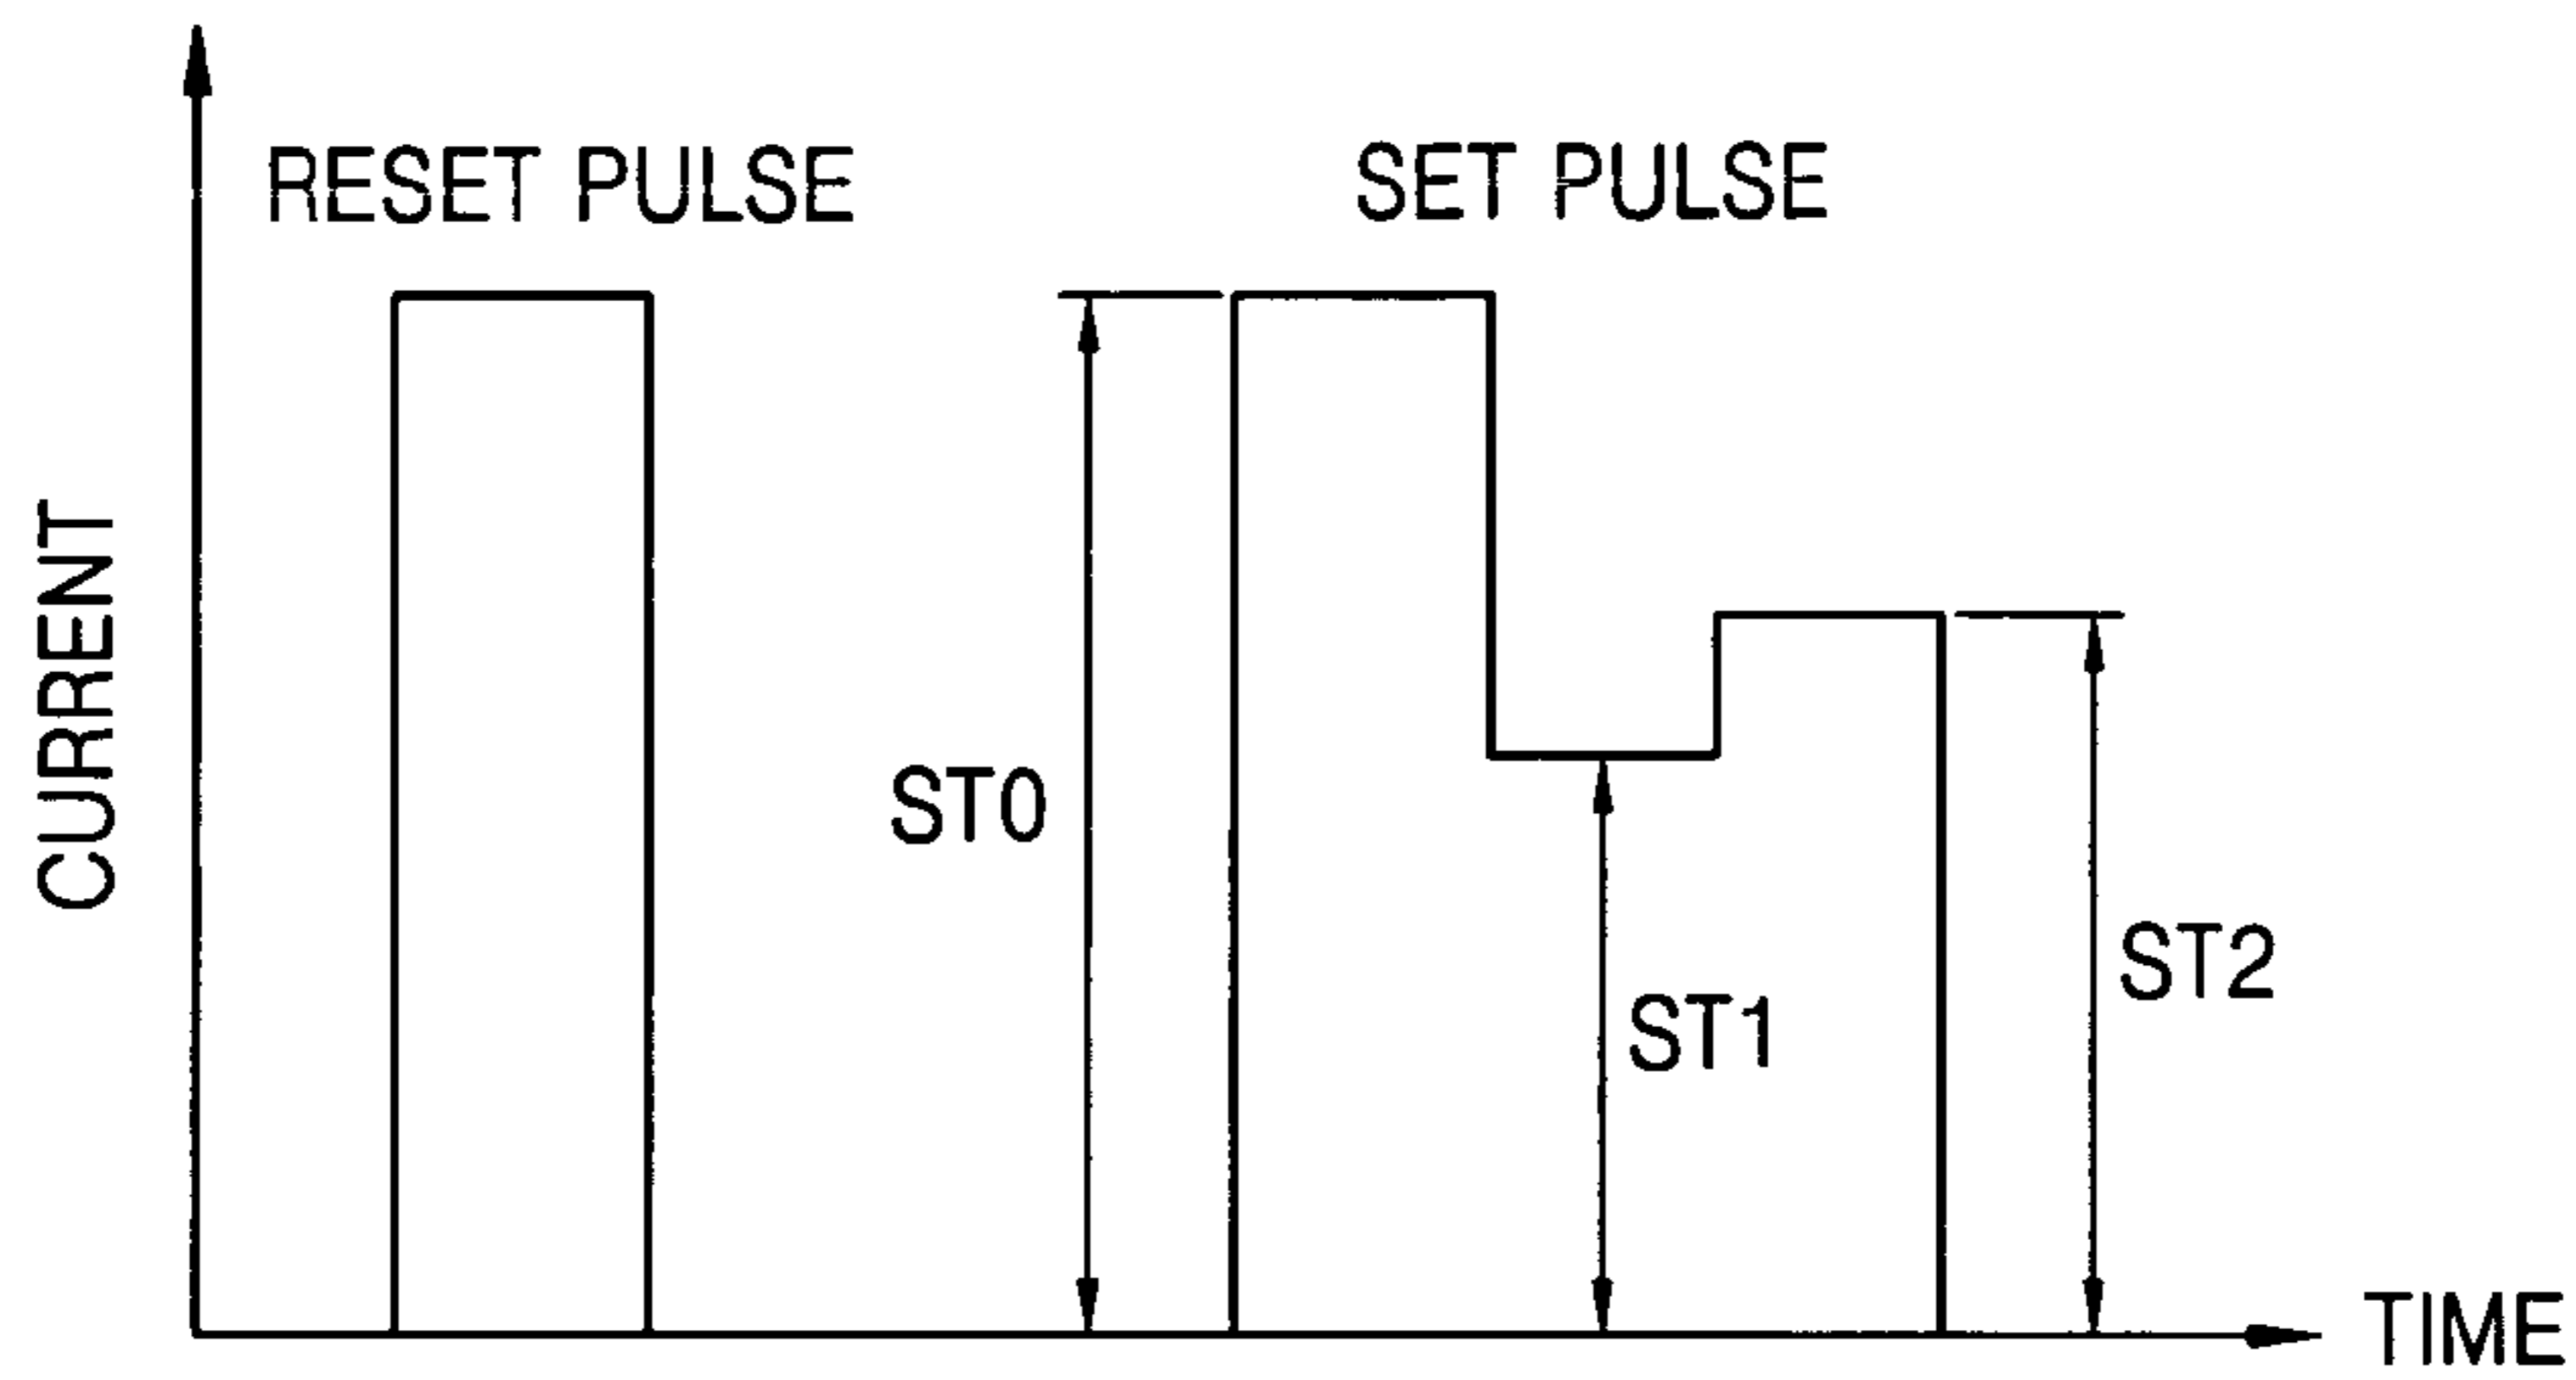 RESET PULSE
SET PULSE
CURRENT
ST0
ST1
ST2
TIME